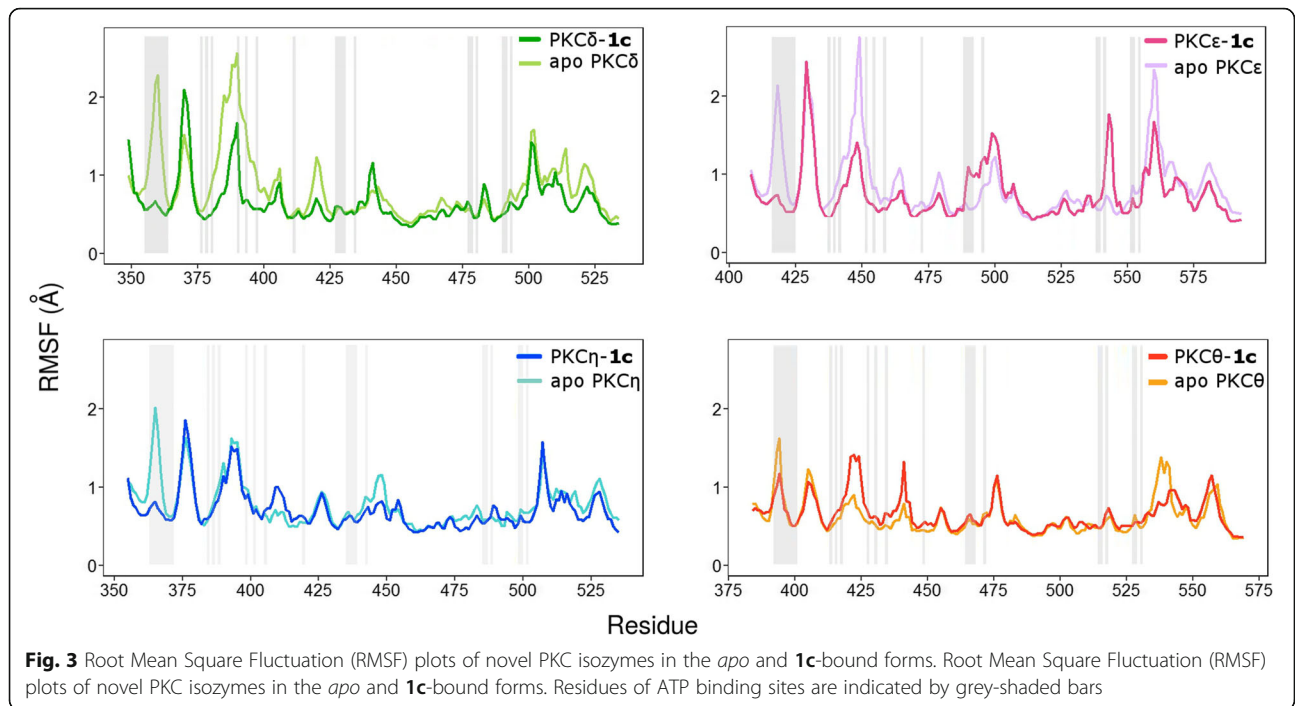 PKCδ-1c
apo PKCδ
2
1
0
350 375 400 425 450 475 500 525
PKCε-1c
apo PKCε
2
1
0
400 425 450 475 500 525 550 575
RMSF (Å)
PKCη-1c
apo PKCη
2
1
0
350 375 400 425 450 475 500 525
PKCθ-1c
apo PKCθ
2
1
0
375 400 425 450 475 500 525 550 575
Residue
Fig. 3 Root Mean Square Fluctuation (RMSF) plots of novel PKC isozymes in the apo and 1c-bound forms. Root Mean Square Fluctuation (RMSF)
plots of novel PKC isozymes in the apo and 1c-bound forms. Residues of ATP binding sites are indicated by grey-shaded bars